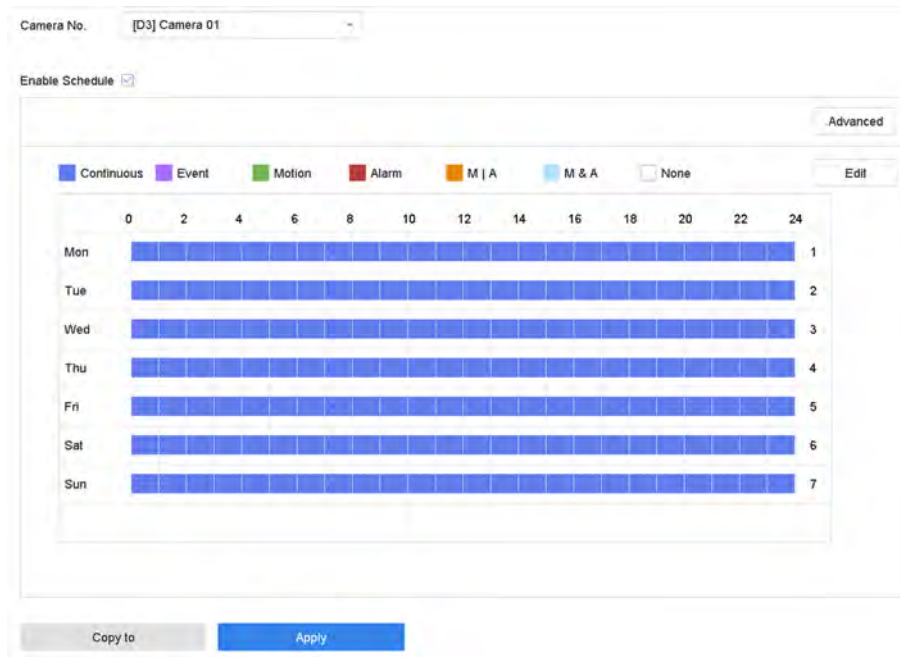 Camera No. [D3] Camera 01
Enable Schedule
Advanced
Continuous Event Motion Alarm M | A M & A None Edit
0 2 4 6 8 10 12 14 16 18 20 22 24
Mon 1
Tue 2
Wed 3
Thu 4
Fri 5
Sat 6
Sun 7
Copy to Apply